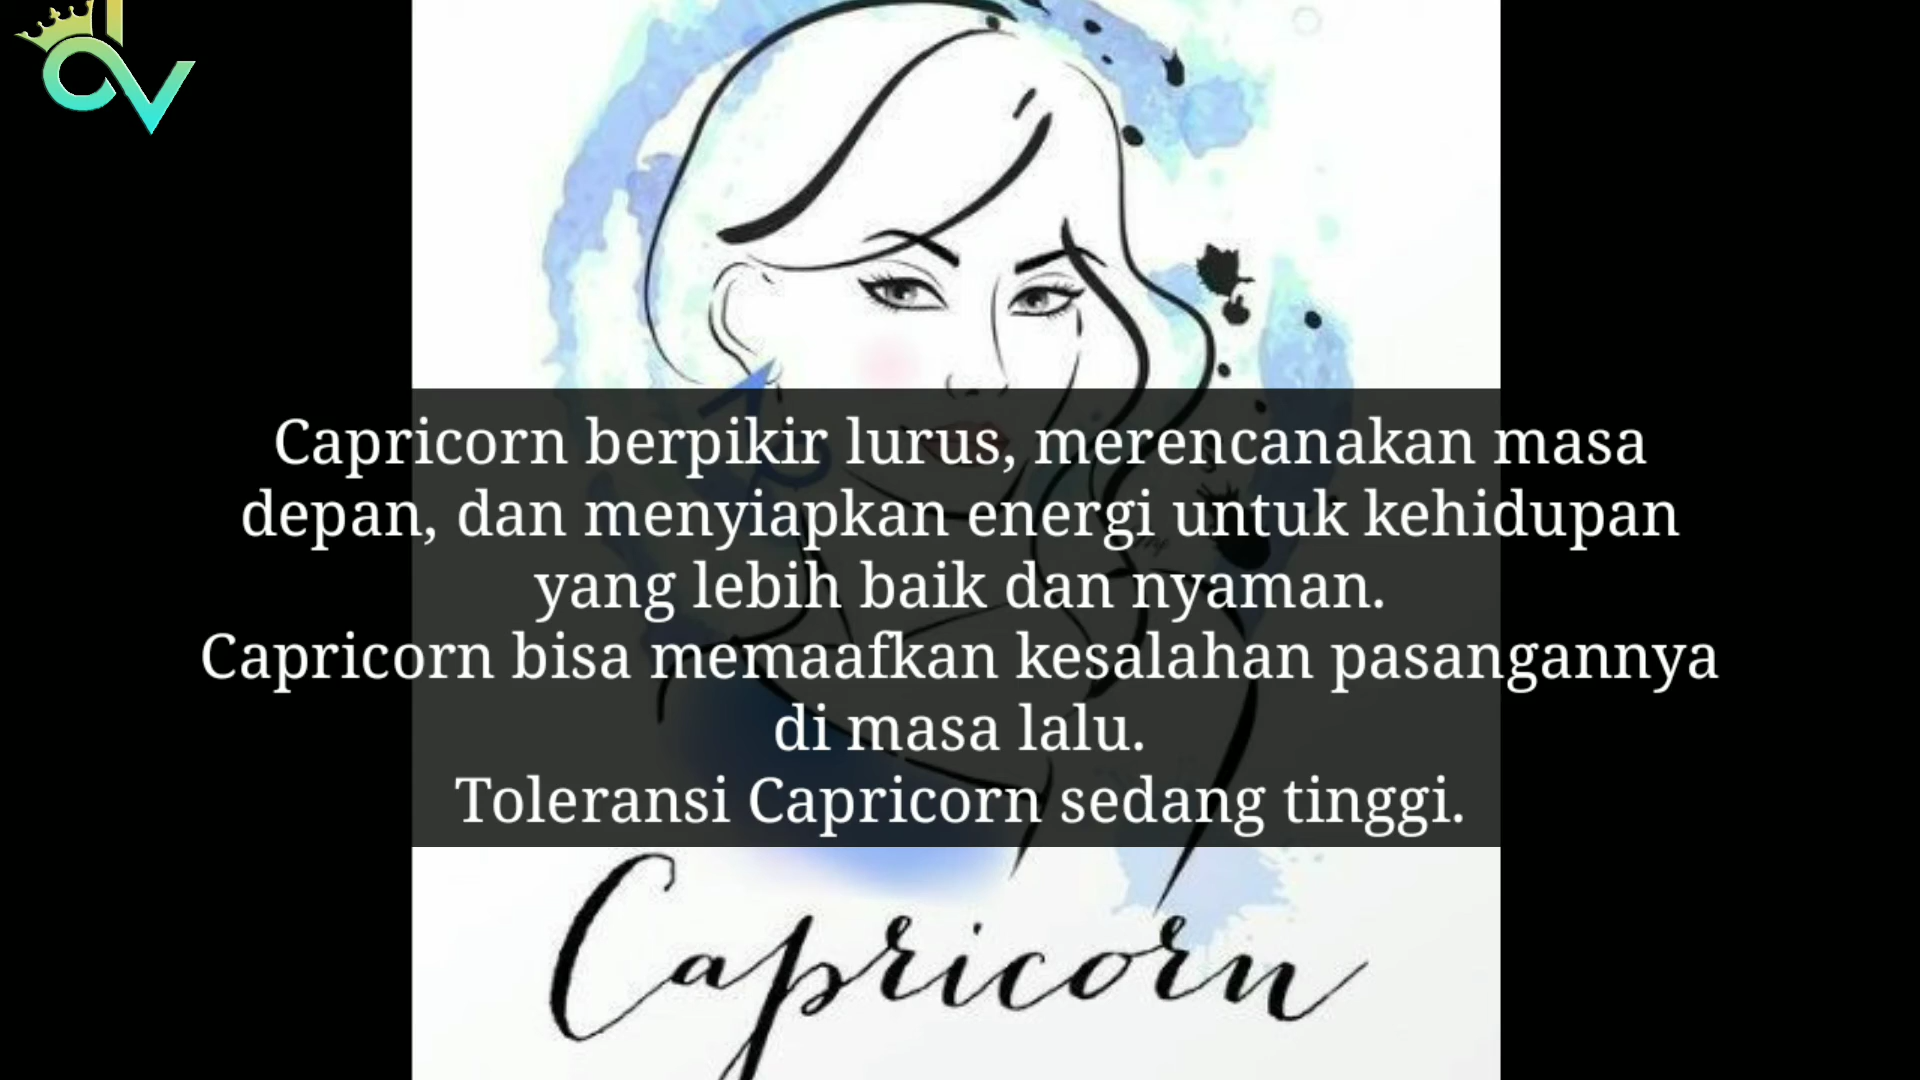 Capricorn berpikir lurus, merencanakan masa
depan, dan menyiapkan energi untuk kehidupan
yang lebih baik dan nyaman.
Capricorn bisa memaafkan kesalahan pasangannya
di masa lalu.
Toleransi Capricorn sedang tinggi.
Capricorn